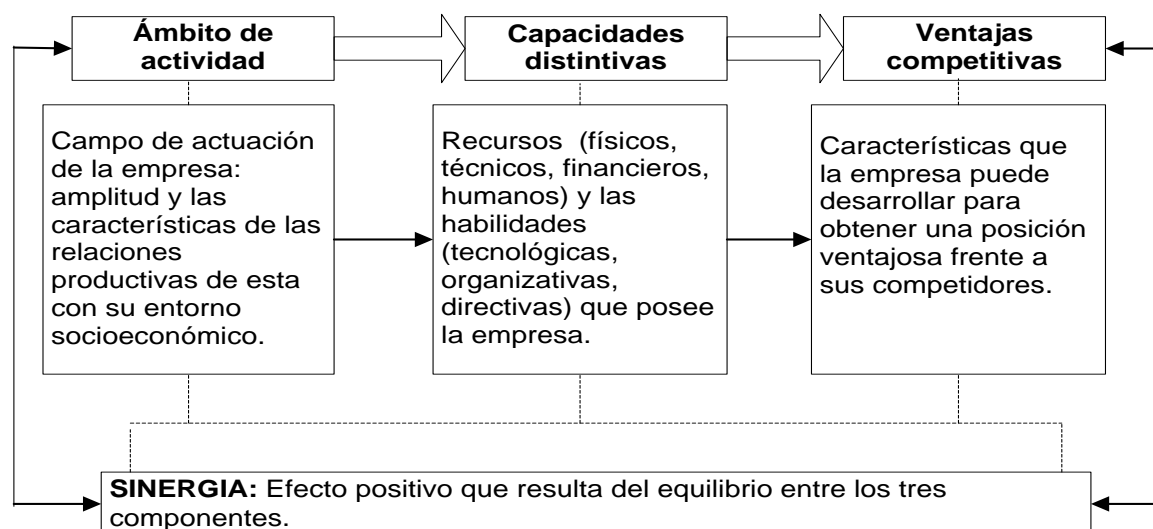 Ámbito de
actividad
Capacidades
distintivas
Ventajas
competitivas
Campo de actuación
de la empresa:
amplitud y las
características de las
relaciones
productivas de esta
con su entorno
socioeconómico.
Recursos (físicos,
técnicos, financieros,
humanos) y las
habilidades
(tecnológicas,
organizativas,
directivas) que posee
la empresa.
Características que
la empresa puede
desarrollar para
obtener una posición
ventajosa frente a
sus competidores.
SINERGIA: Efecto positivo que resulta del equilibrio entre los tres
componentes.